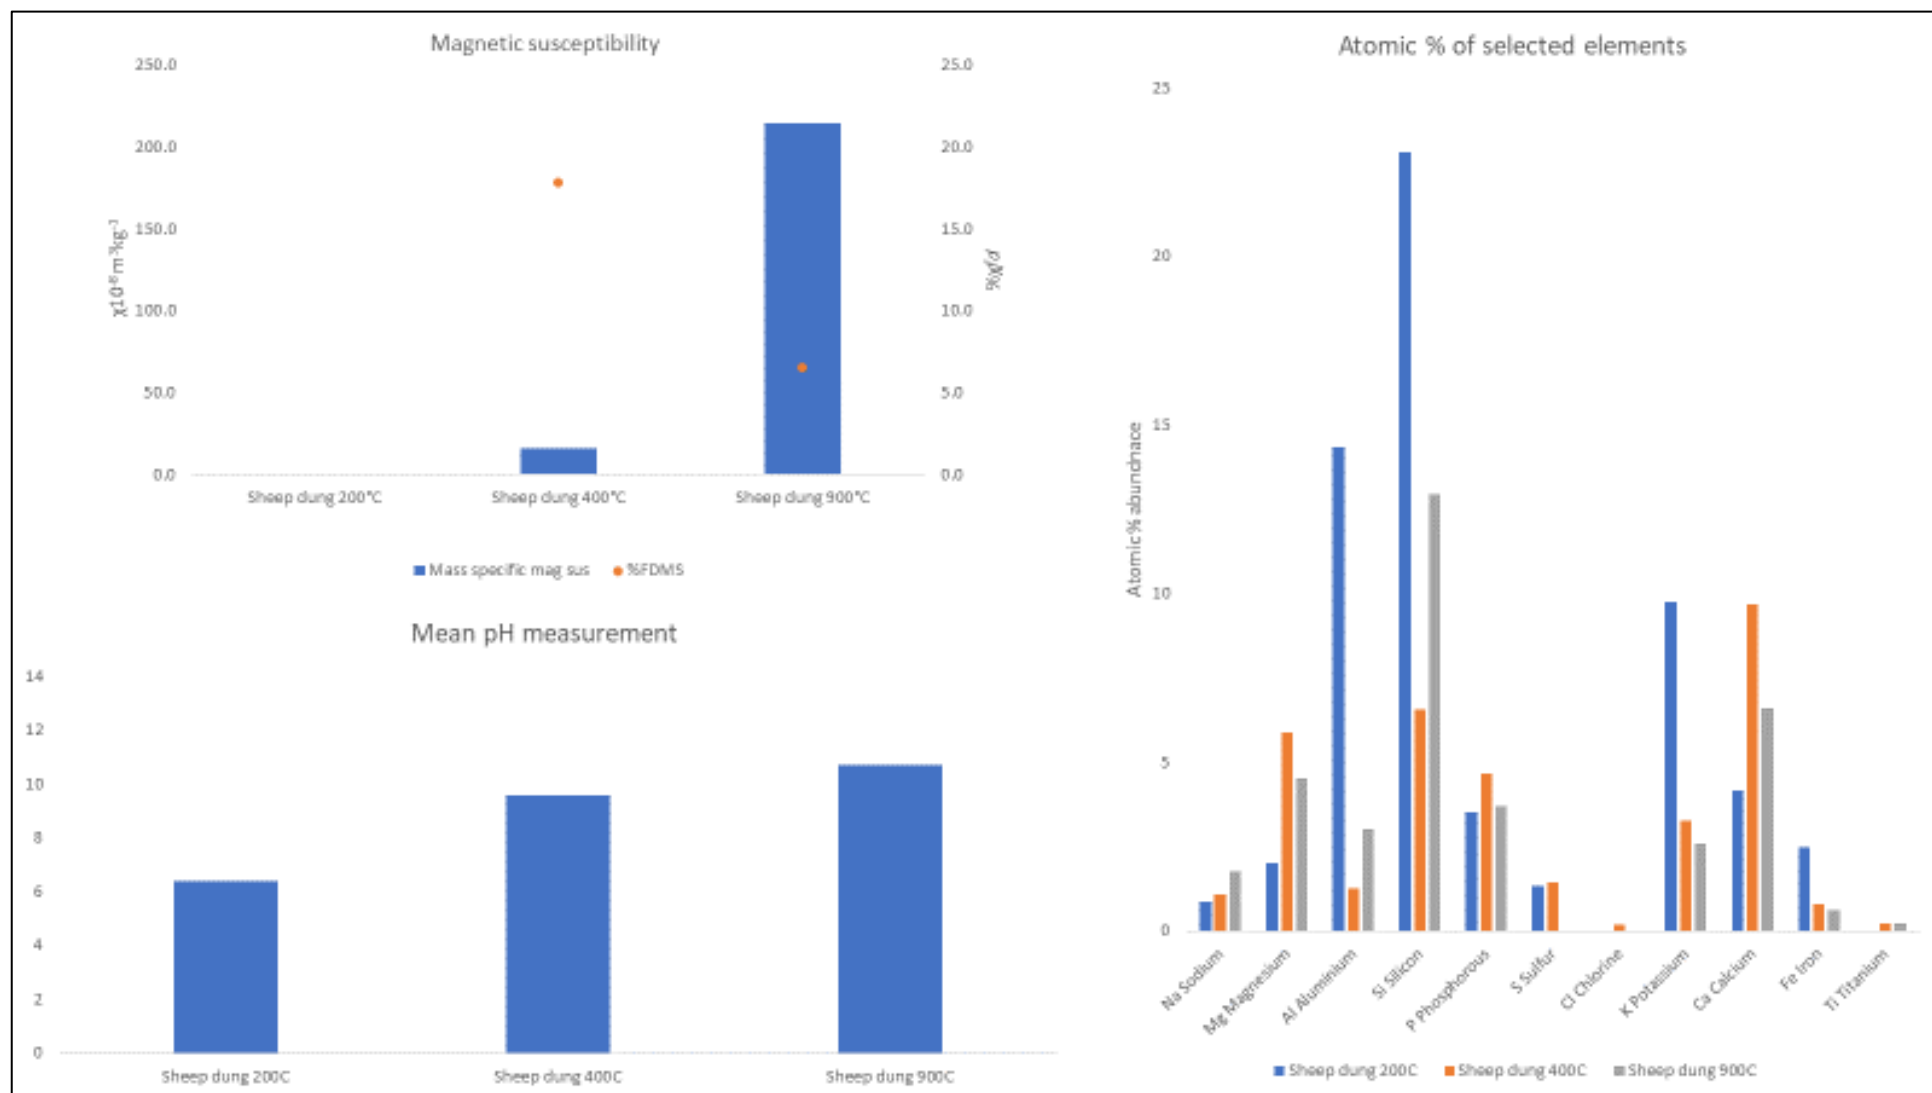 Magnetic susceptibility
250.0
200.0
150.0
100.0
50.0
0.0
25.0
20.0
15.0
10.0
5.0
0.0
χ10⁻⁸m³kg⁻¹
%χfd
Sheep dung 200°C
Sheep dung 400°C
Sheep dung 900°C
Mass specific mag sus
%FDMS
Mean pH measurement
14
12
10
8
6
4
2
0
Sheep dung 200C
Sheep dung 400C
Sheep dung 900C
Atomic % of selected elements
25
20
15
10
5
0
Atomic % abundnace
Na Sodium
Mg Magnesium
Al Aluminium
Si Silicon
P Phosphorous
S Sulfur
Cl Chlorine
K Potassium
Ca Calcium
Fe Iron
Ti Titanium
Sheep dung 200C
Sheep dung 400C
Sheep dung 900C